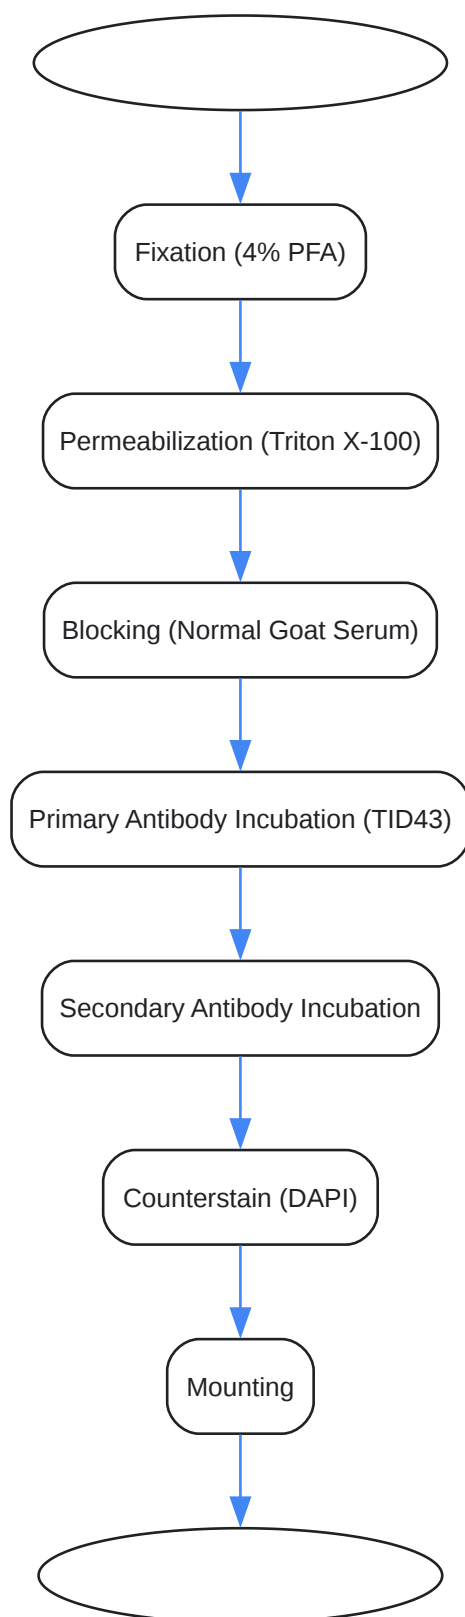 Fixation (4% PFA)
Permeabilization (Triton X-100)
Blocking (Normal Goat Serum)
Primary Antibody Incubation (TID43)
Secondary Antibody Incubation
Counterstain (DAPI)
Mounting